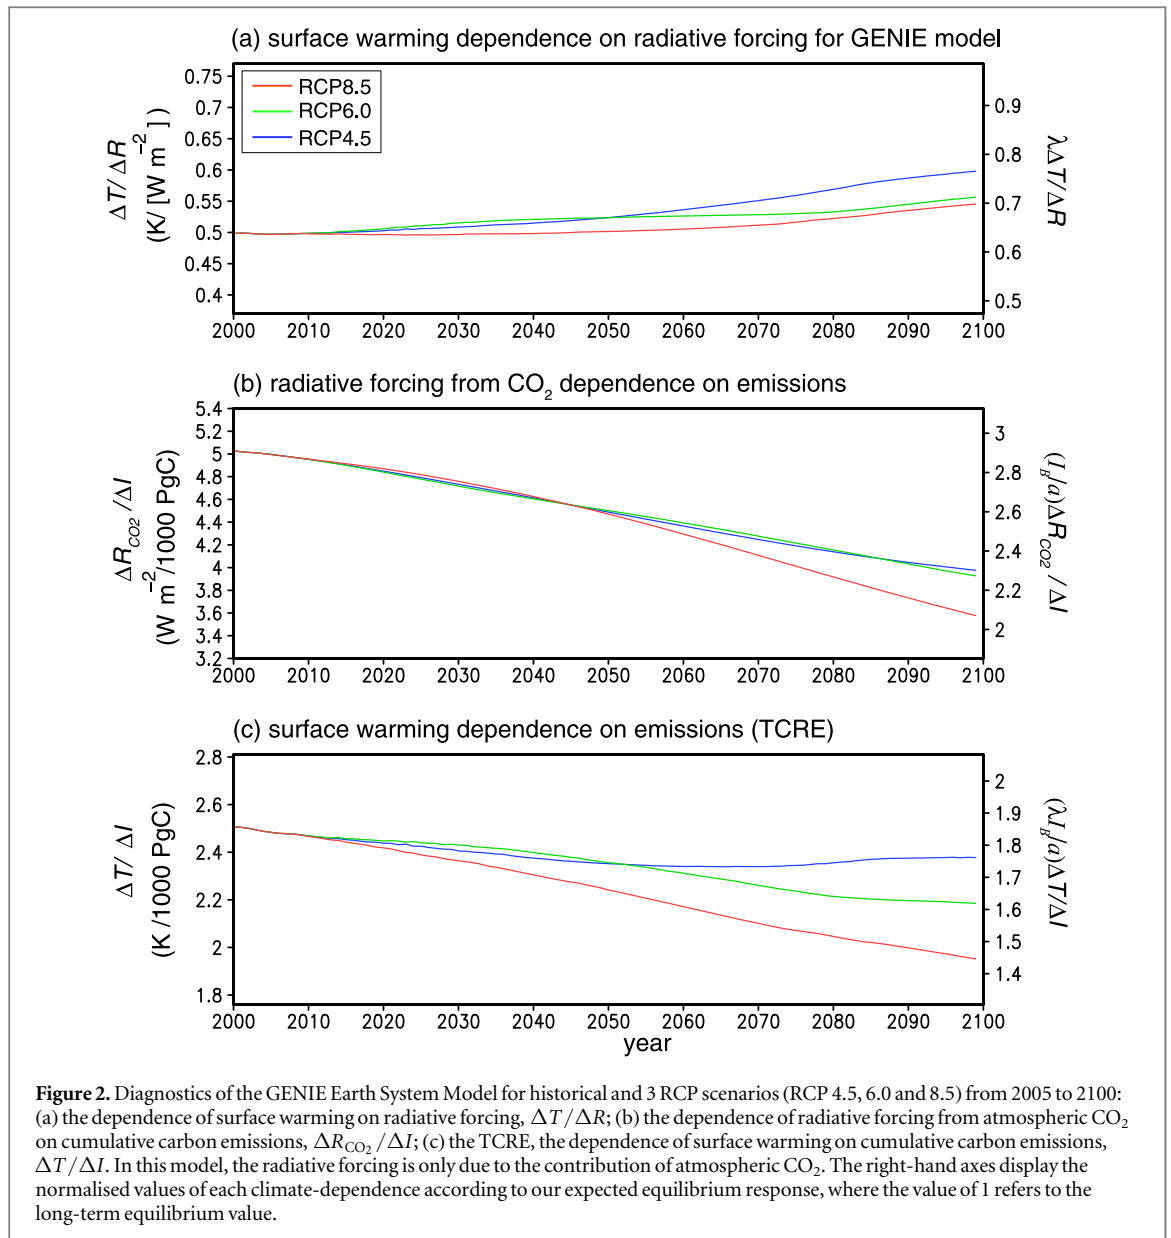 (a) surface warming dependence on radiative forcing for GENIE model
RCP8.5
RCP6.0
RCP4.5
0.75
0.7
0.65
0.6
0.55
0.5
0.45
0.4
ΔT/ΔR
(K/ [W m⁻²])
0.9
0.8
0.7
0.6
0.5
λΔT/ΔR
2000 2010 2020 2030 2040 2050 2060 2070 2080 2090 2100
(b) radiative forcing from CO₂ dependence on emissions
5.4
5.2
5
4.8
4.6
4.4
4.2
4
3.8
3.6
3.4
3.2
ΔR_CO2/ΔI
(W m⁻²/1000 PgC)
3
2.8
2.6
2.4
2.2
2
(I_B/a)ΔR_CO2/ΔI
2000 2010 2020 2030 2040 2050 2060 2070 2080 2090 2100
(c) surface warming dependence on emissions (TCRE)
2.8
2.6
2.4
2.2
2
1.8
ΔT/ΔI
(K /1000 PgC)
2
1.9
1.8
1.7
1.6
1.5
1.4
(λI_B/a)ΔT/ΔI
2000 2010 2020 2030 2040 2050 2060 2070 2080 2090 2100
year
Figure 2. Diagnostics of the GENIE Earth System Model for historical and 3 RCP scenarios (RCP 4.5, 6.0 and 8.5) from 2005 to 2100:
(a) the dependence of surface warming on radiative forcing, ΔT/ΔR; (b) the dependence of radiative forcing from atmospheric CO₂
on cumulative carbon emissions, ΔR_CO₂/ΔI; (c) the TCRE, the dependence of surface warming on cumulative carbon emissions,
ΔT/ΔI. In this model, the radiative forcing is only due to the contribution of atmospheric CO₂. The right-hand axes display the
normalised values of each climate-dependence according to our expected equilibrium response, where the value of 1 refers to the
long-term equilibrium value.